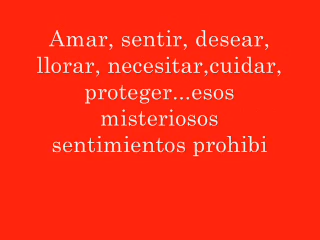 Amar, sentir, desear,
llorar, necesitar,cuidar,
proteger...esos
misteriosos
sentimientos prohibi